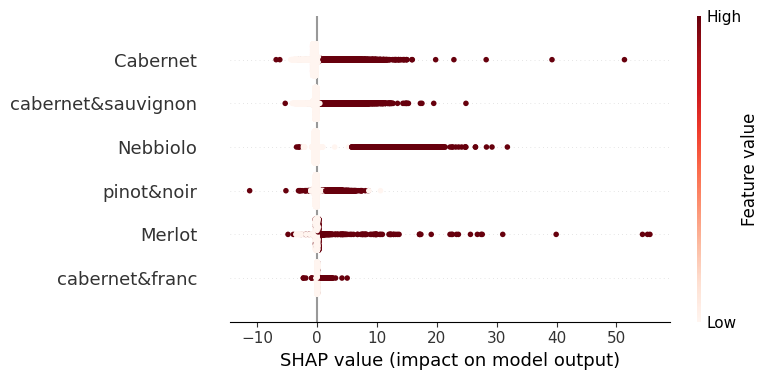 High
Cabernet
cabernet&sauvignon
Nebbiolo
pinot&noir
Merlot
cabernet&franc
Feature value
Low
−10 0 10 20 30 40 50
SHAP value (impact on model output)